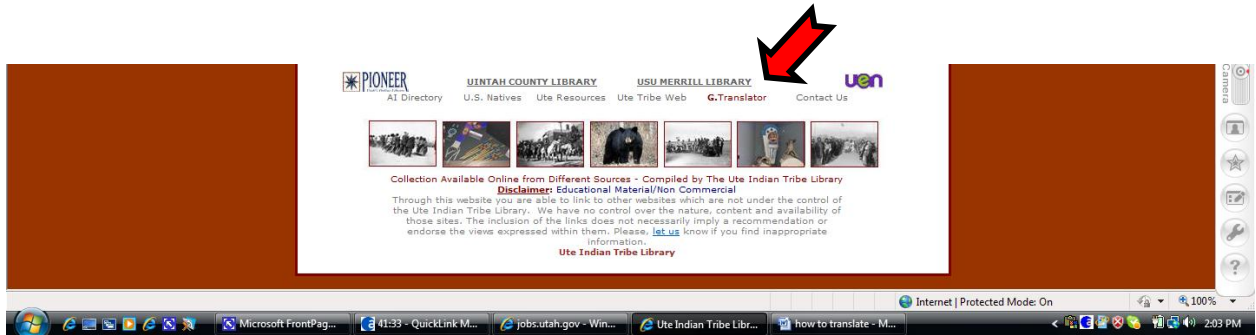 PIONEER
UINTAH COUNTY LIBRARY USU MERRILL LIBRARY uen
AI Directory U.S. Natives Ute Resources Ute Tribe Web G.Translator Contact Us
Camera
Collection Available Online from Different Sources - Compiled by The Ute Indian Tribe Library
Disclaimer: Educational Material/Non Commercial
Through this website you are able to link to other websites which are not under the control of
the Ute Indian Tribe Library. We have no control over the nature, content and availability of
those sites. The inclusion of the links does not necessarily imply a recommendation or
endorse the views expressed within them. Please, let us know if you find inappropriate
information.
Ute Indian Tribe Library
Internet | Protected Mode: On 100%
Microsoft FrontPag... 41:33 - QuickLink M... jobs.utah.gov - Win... Ute Indian Tribe Libr... how to translate - M... 2:03 PM